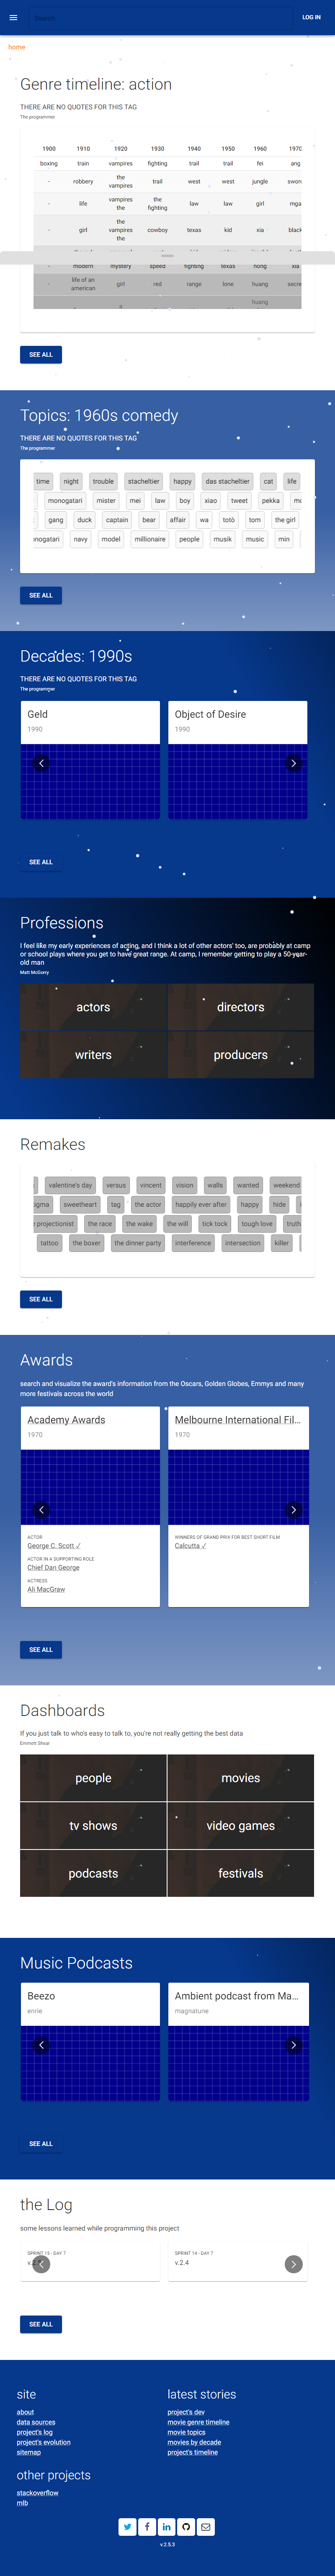 Search
LOG IN
home
Genre timeline: action
THERE ARE NO QUOTES FOR THIS TAG
The programmer
1900 1910 1920 1930 1940 1950 1960 1970
boxing train vampires fighting trail trail fei ang
- robbery the vampires trail west west jungle swor
- life vampires the the fighting law law girl mga
- girl the vampires cowboy texas kid xia black
- modern mystery speed fighting texas hong xia
- life of an american girl red range lone huang secre
huang
SEE ALL
Topics: 1960s comedy
THERE ARE NO QUOTES FOR THIS TAG
The programmer
time night trouble stacheltier happy das stacheltier cat life
monogatari mister mei law boy xiao tweet pekka mo
gang duck captain bear affair wa totò tom the girl
onogatari navy model millionaire people musik music min
SEE ALL
Decades: 1990s
THERE ARE NO QUOTES FOR THIS TAG
The programmer
Geld
1990
Object of Desire
1990
SEE ALL
Professions
I feel like my early experiences of acting, and I think a lot of other actors' too, are probably at camp
or school plays where you get to have great range. At camp, I remember getting to play a 50-year-
old man
Matt McGorry
actors directors
writers producers
Remakes
valentine's day versus vincent vision walls wanted weekend
igma sweetheart tag the actor happily ever after happy hide
projectionist the race the wake the will tick tock tough love truth
tattoo the boxer the dinner party interference intersection killer
SEE ALL
Awards
search and visualize the award's information from the Oscars, Golden Globes, Emmys and many
more festivals across the world
Academy Awards
1970
ACTOR
George C. Scott ✓
ACTOR IN A SUPPORTING ROLE
Chief Dan George
ACTRESS
Ali MacGraw
Melbourne International Fil...
1970
WINNERS OF GRAND PRIX FOR BEST SHORT FILM
Calcutta ✓
SEE ALL
Dashboards
If you just talk to who's easy to talk to, you're not really getting the best data
Emmett Shear
people movies
tv shows video games
podcasts festivals
Music Podcasts
Beezo
enrie
Ambient podcast from Ma...
magnatune
SEE ALL
the Log
some lessons learned while programming this project
SPRINT 15 - DAY 7
SPRINT 14 - DAY 7
v.2.4
SEE ALL
site
about
data sources
project's log
project's evolution
sitemap
latest stories
project's dev
movie genre timeline
movie topics
movies by decade
project's timeline
other projects
stackoverflow
mlb
v.2.5.3